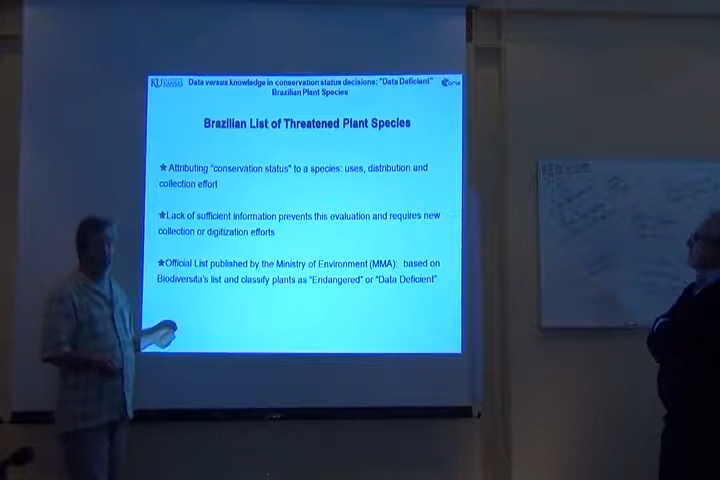 KU KANSAS
Data versus knowledge in conservation status decisions: "Data Deficient"
Brazilian Plant Species
Brazilian List of Threatened Plant Species
* Attributing "conservation status" to a species: uses, distribution and
collection effort
*Lack of sufficient information prevents this evaluation and requires new
collection or digitization efforts
*Official List published by the Ministry of Environment (MMA): based on
Biodiversita's list and classify plants as "Endangered" or "Data Deficient"